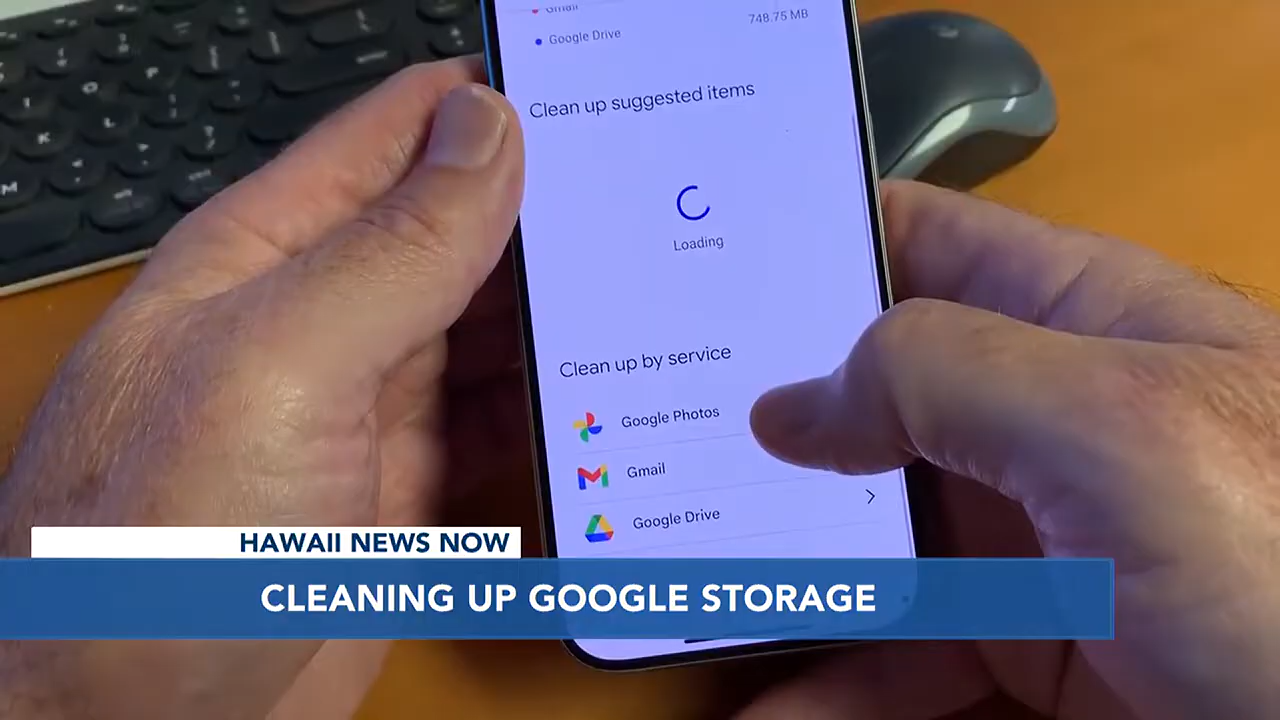 Gmail
748.75 MB
Google Drive
Clean up suggested items
Loading
Clean up by service
Google Photos
Gmail
Google Drive
HAWAII NEWS NOW
CLEANING UP GOOGLE STORAGE
O
K
L
M
?